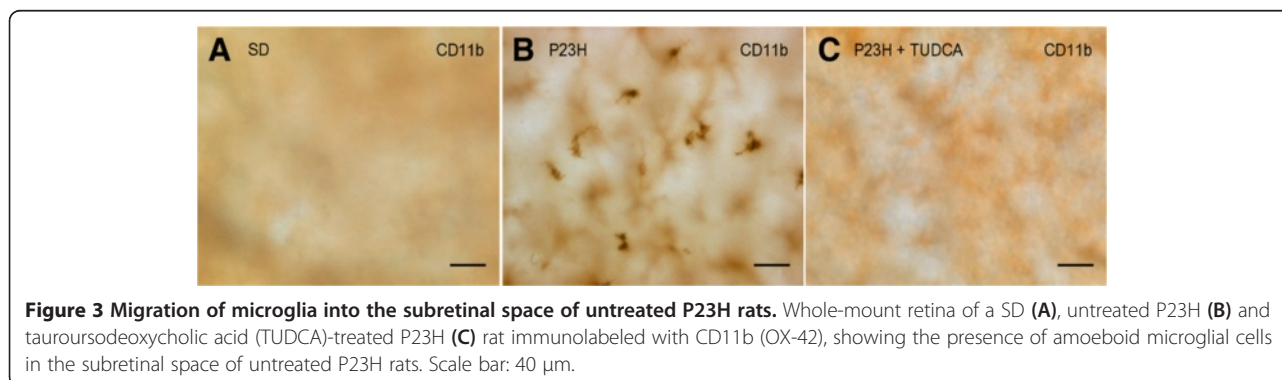 A SD CD11b B P23H CD11b C P23H + TUDCA CD11b
Figure 3 Migration of microglia into the subretinal space of untreated P23H rats. Whole-mount retina of a SD (A), untreated P23H (B) and
tauroursodeoxycholic acid (TUDCA)-treated P23H (C) rat immunolabeled with CD11b (OX-42), showing the presence of amoeboid microglial cells
in the subretinal space of untreated P23H rats. Scale bar: 40 μm.